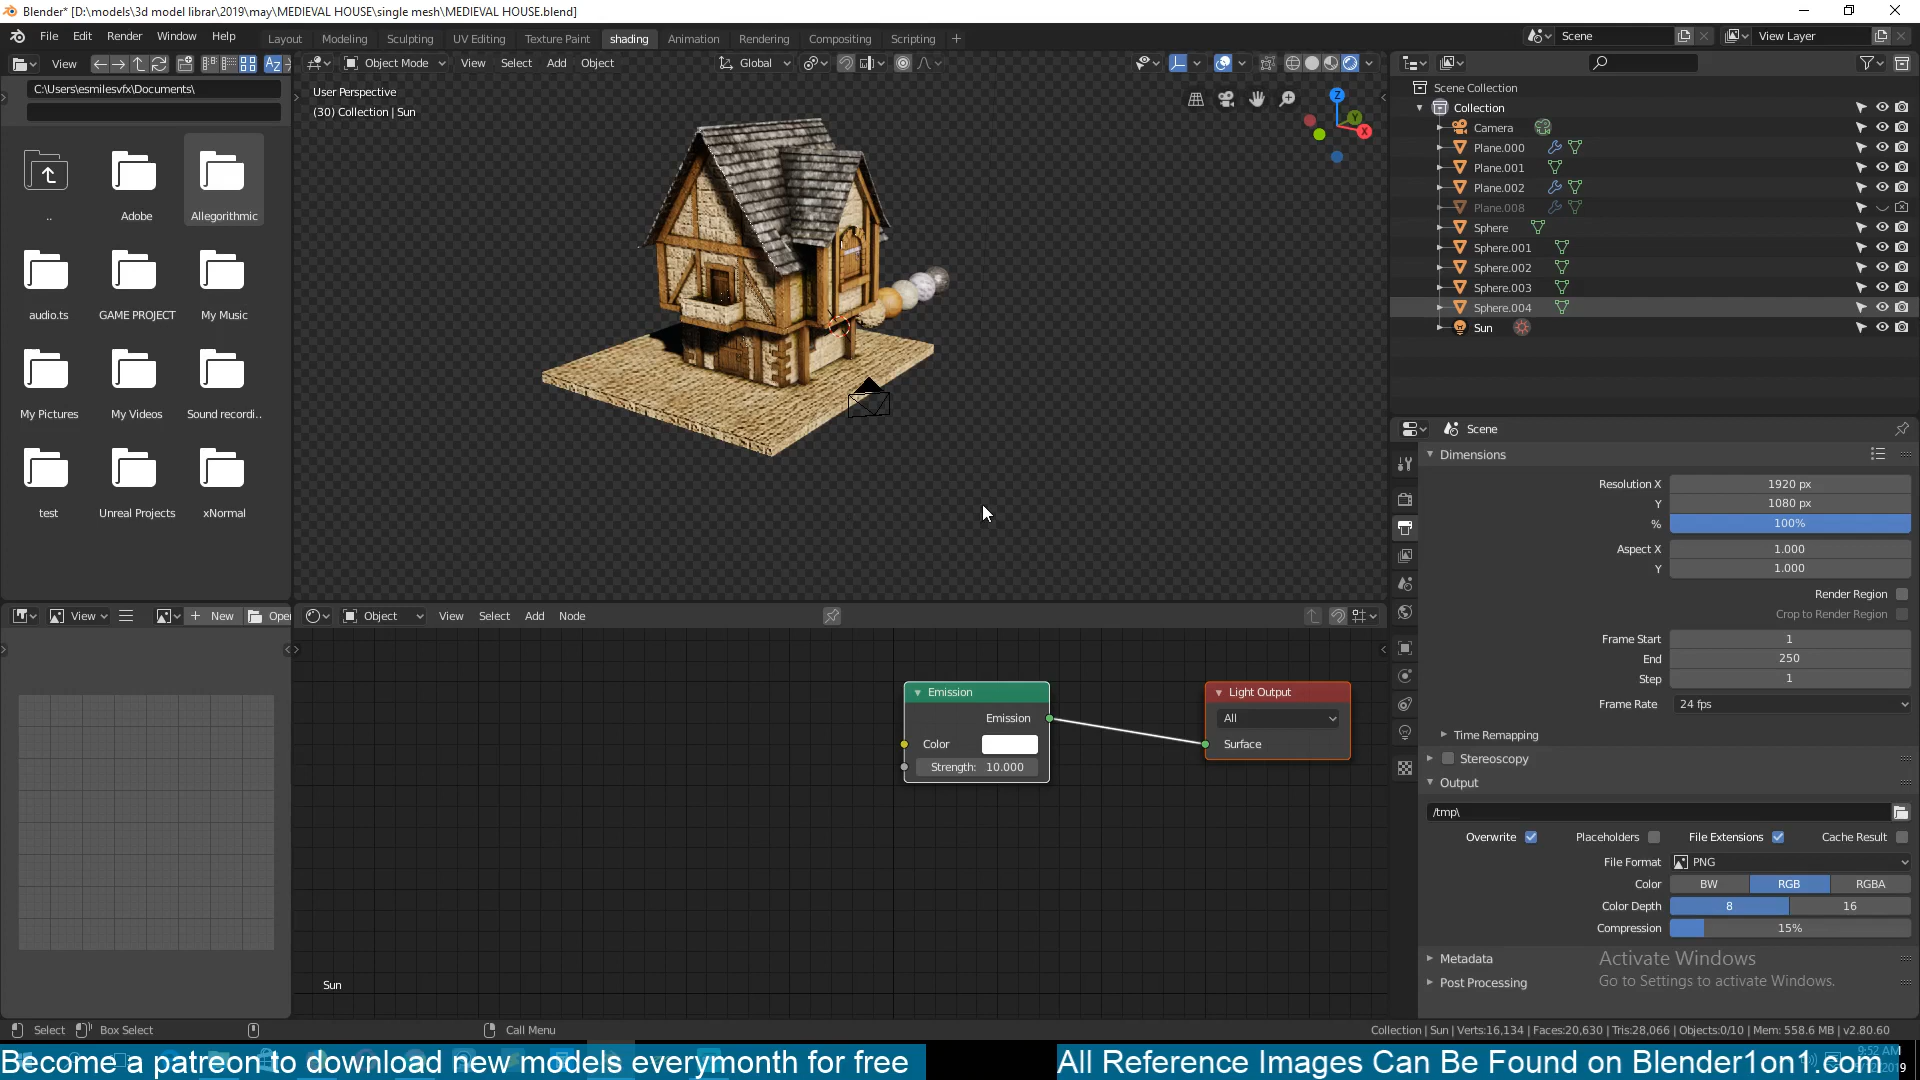 Blender* [D:\models\3d model librar\2019\may\MEDIEVAL HOUSE\single mesh\MEDIEVAL HOUSE.blend]
File Edit Render Window Help Layout Modeling Sculpting UV Editing Texture Paint shading Animation Rendering Compositing Scripting + Scene View Layer
View Object Mode View Select Add Object Global
C:\Users\esmilesvfx\Documents\
User Perspective
(30) Collection | Sun
..
Adobe
Allegorithmic
audio.ts
GAME PROJECT
My Music
My Pictures
My Videos
Sound recordi..
test
Unreal Projects
xNormal
Scene Collection
Collection
Camera
Plane.000
Plane.001
Plane.002
Plane.008
Sphere
Sphere.001
Sphere.002
Sphere.003
Sphere.004
Sun
Z
Y
X
Scene
Dimensions
Resolution X 1920 px
Y 1080 px
% 100%
Aspect X 1.000
Y 1.000
Render Region
Crop to Render Region
Frame Start 1
End 250
Step 1
Frame Rate 24 fps
Time Remapping
Stereoscopy
Output
/tmp\
Overwrite Placeholders File Extensions Cache Result
File Format PNG
Color BW RGB RGBA
Color Depth 8 16
Compression 15%
Metadata
Post Processing
Activate Windows
Go to Settings to activate Windows.
View New Open
Object View Select Add Node
Emission
Emission
Color
Strength: 10.000
Light Output
All
Surface
Sun
Select Box Select Call Menu
Collection | Sun | Verts:16,134 | Faces:20,630 | Tris:28,066 | Objects:0/10 | Mem: 558.6 MB | v2.80.60
Become a patreon to download new models everymonth for free
All Reference Images Can Be Found on Blender1on1.com
9:52 AM